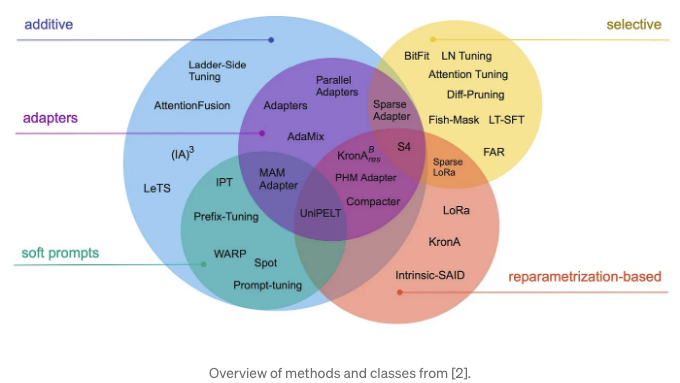 additive
selective
adapters
soft prompts
reparametrization-based
Ladder-Side
Tuning
AttentionFusion
(IA)³
LeTS
Parallel
Adapters
Adapters
AdaMix
Sparse
Adapter
S4
KronA^B_res
PHM Adapter
Compacter
MAM
Adapter
UniPELT
IPT
Prefix-Tuning
WARP
Spot
Prompt-tuning
BitFit LN Tuning
Attention Tuning
Diff-Pruning
Fish-Mask LT-SFT
FAR
Sparse
LoRa
LoRa
KronA
Intrinsic-SAID
Overview of methods and classes from [2].